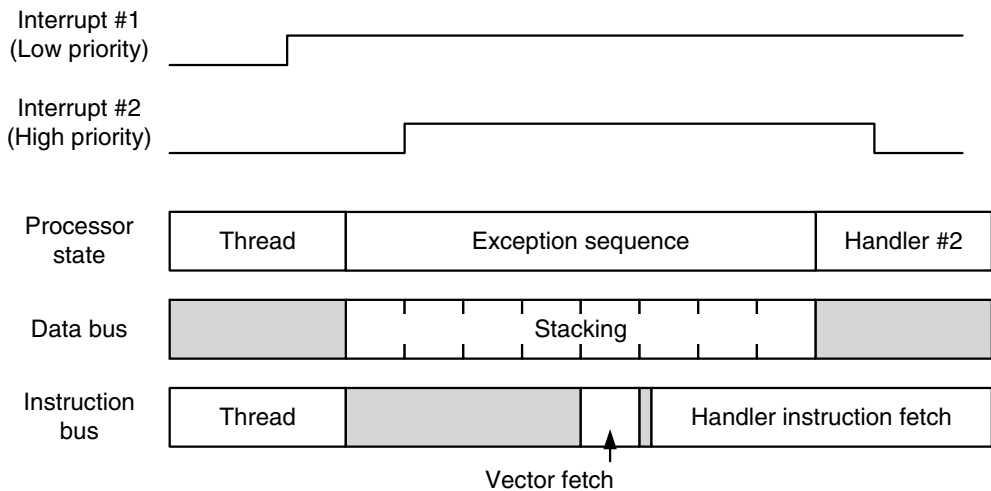 Interrupt #1
(Low priority)
Interrupt #2
(High priority)
Processor
state
Thread
Exception sequence
Handler #2
Data bus
Stacking
Instruction
bus
Thread
Handler instruction fetch
Vector fetch